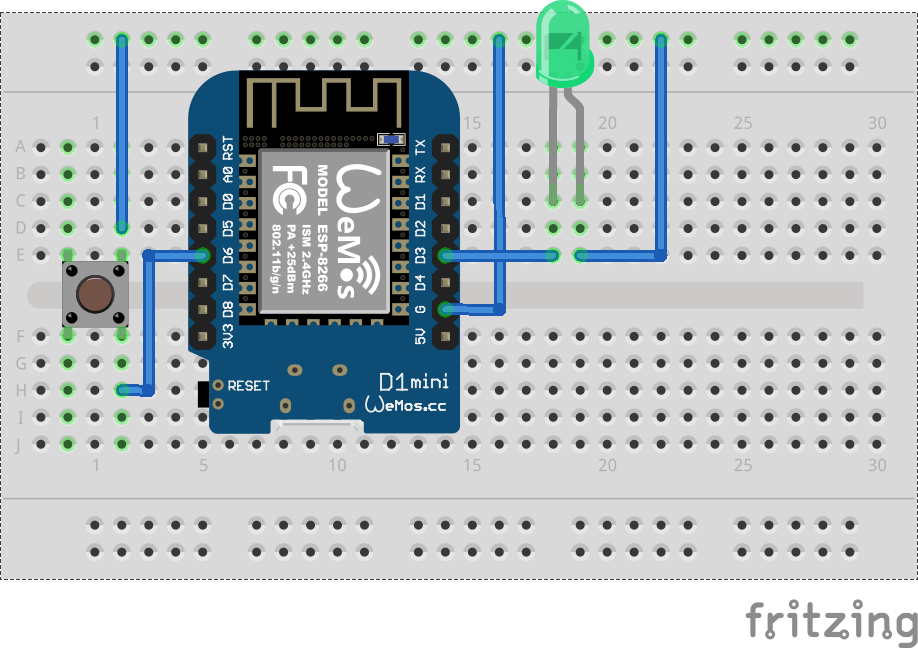 1 15 20 25 30
A RST TX
B A0 RX
C D0 D1
D D5 D2
E D6 D3
D7 D4
D8 G
F 3V3 5V
G
H
I
J
WeMos
MODEL ESP-8266
ISM 2.4GHz
PA +25dBm
802.11b/g/n
FC
RESET
D1mini
WeMos.cc
1 5 10 15 20 25 30
fritzing